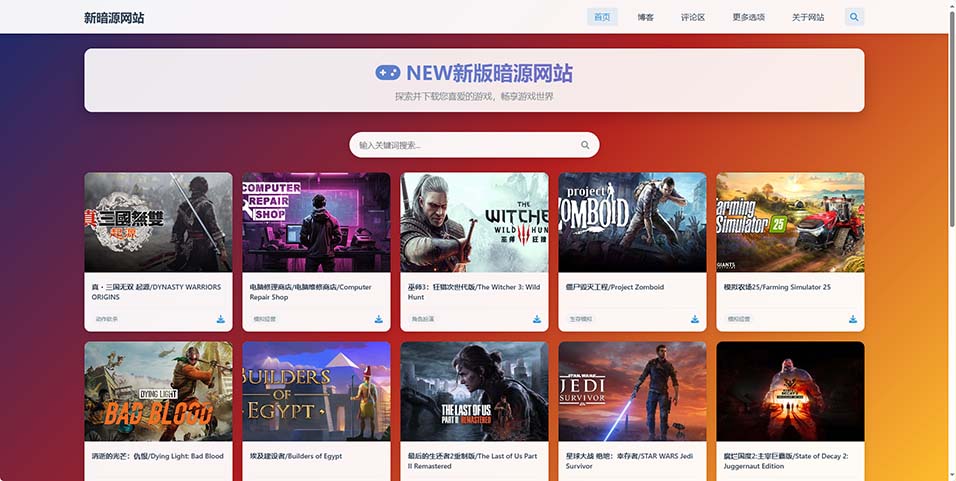 新暗源网站
首页 博客 评论区 更多选项 关于网站
NEW新版暗源网站
探索并下载您喜爱的游戏，畅享游戏世界
输入关键词搜索...
真三國無雙
起源
COMPUTER
REPAIR
SHOP
THE
WITCHER
WILD HUNT
巫师 狂猎
project
ZOMBOID
Farming
Simulator 25
GIANTS
真・三国无双 起源/DYNASTY WARRIORS
ORIGINS
电脑修理商店/电脑维修商店/Computer
Repair Shop
巫师3：狂猎次世代版/The Witcher 3: Wild
Hunt
僵尸毁灭工程/Project Zomboid
模拟农场25/Farming Simulator 25
动作砍杀
模拟经营
角色扮演
生存模拟
模拟经营
DYING LIGHT
BAD BLOOD
BUILDERS
OF
EGYPT
THE LAST OF US
PART II REMASTERED
STAR WARS
JEDI
SURVIVOR
消逝的光芒：仇恨/Dying Light: Bad Blood
埃及建设者/Builders of Egypt
最后的生还者2重制版/The Last of Us Part
II Remastered
星球大战 绝地：幸存者/STAR WARS Jedi
Survivor
腐烂国度2:主宰巨霸版/State of Decay 2:
Juggernaut Edition